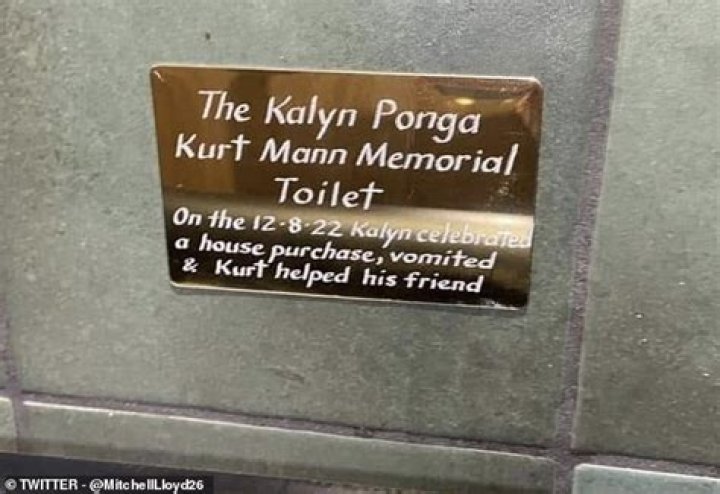 The Kalyn Ponga
Kurt Mann Memorial
Toilet
On the 12-8-22 Kalyn celebrated
a house purchase, vomited
& Kurt helped his friend
© TWITTER - @MitchellLloyd26